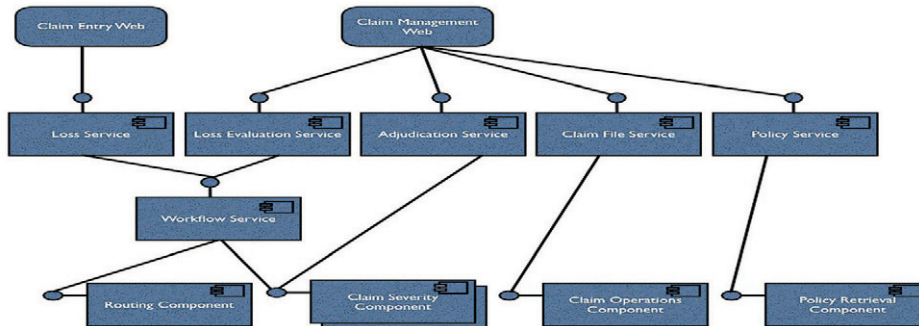 Claim Entry Web
Claim Management
Web
Loss Service
Loss Evaluation Service
Adjudication Service
Claim File Service
Policy Service
Workflow Service
Routing Component
Claim Severity
Component
Claim Operations
Component
Policy Retrieval
Component